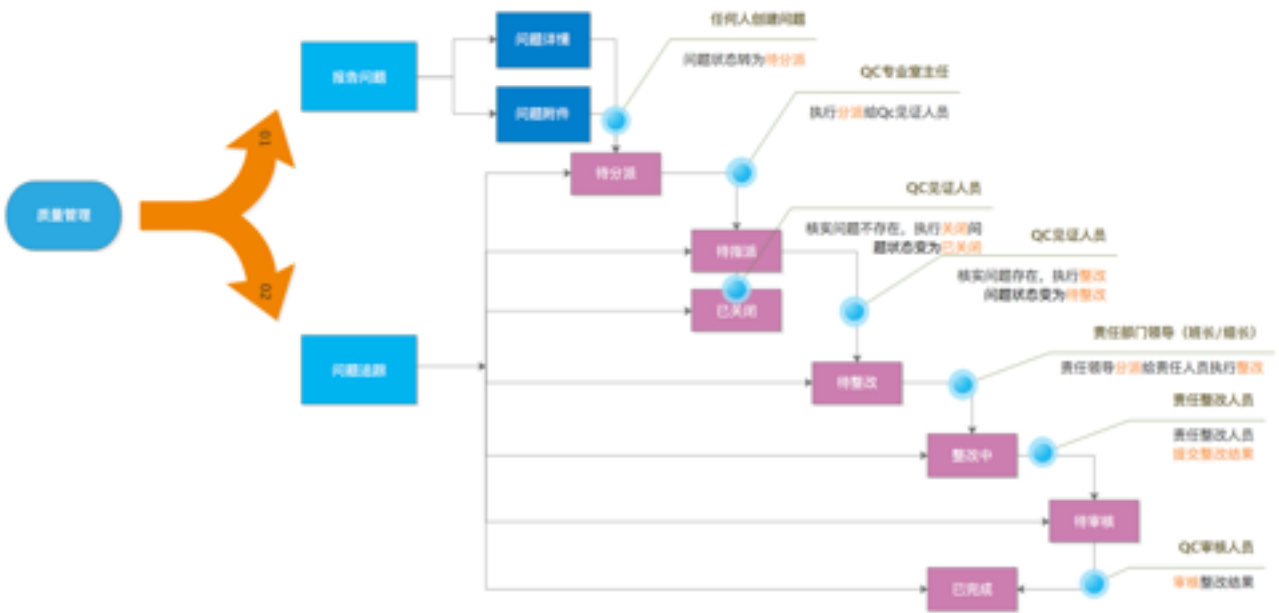 任何人创建问题
问题详情
问题状态转为待分派
报告问题
QC专业室主任
问题附件
执行分派给Qc见证人员
01
待分派
QC见证人员
质量管理
核实问题不存在，执行关闭问
题状态变为已关闭
QC见证人员
待指派
核实问题存在，执行整改
问题状态变为待整改
02
已关闭
责任部门领导（班长/组长）
问题追踪
责任领导分派给责任人员执行整改
待整改
责任整改人员
责任整改人员
提交整改结果
整改中
待审核
QC审核人员
审核整改结果
已完成